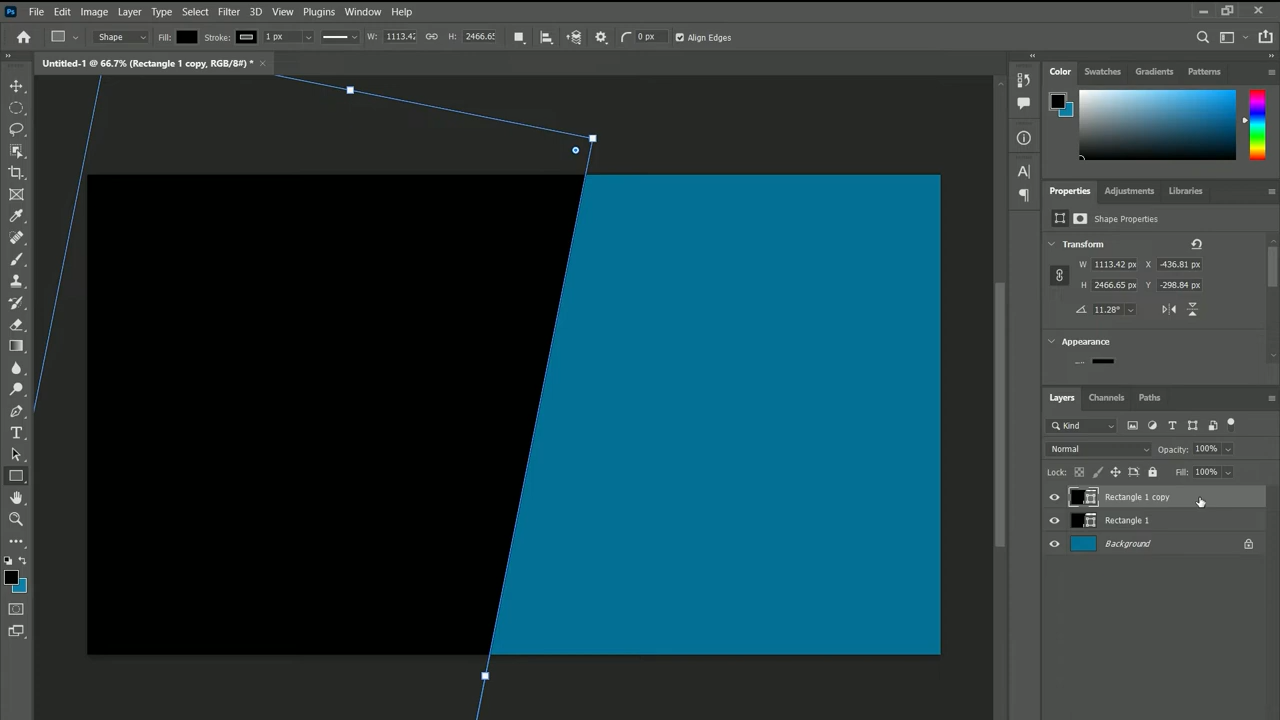 Ps File Edit Image Layer Type Select Filter 3D View Plugins Window Help
Shape Fill: Stroke: 1 px W: 1113.42 H: 2466.65 0 px Align Edges
Untitled-1 @ 66.7% (Rectangle 1 copy, RGB/8#) *
Color Swatches Gradients Patterns
Properties Adjustments Libraries
Shape Properties
Transform
W 1113.42 px X -436.81 px
H 2466.65 px Y -298.84 px
11.28°
Appearance
Layers Channels Paths
Kind
Normal Opacity: 100%
Lock: Fill: 100%
Rectangle 1 copy
Rectangle 1
Background